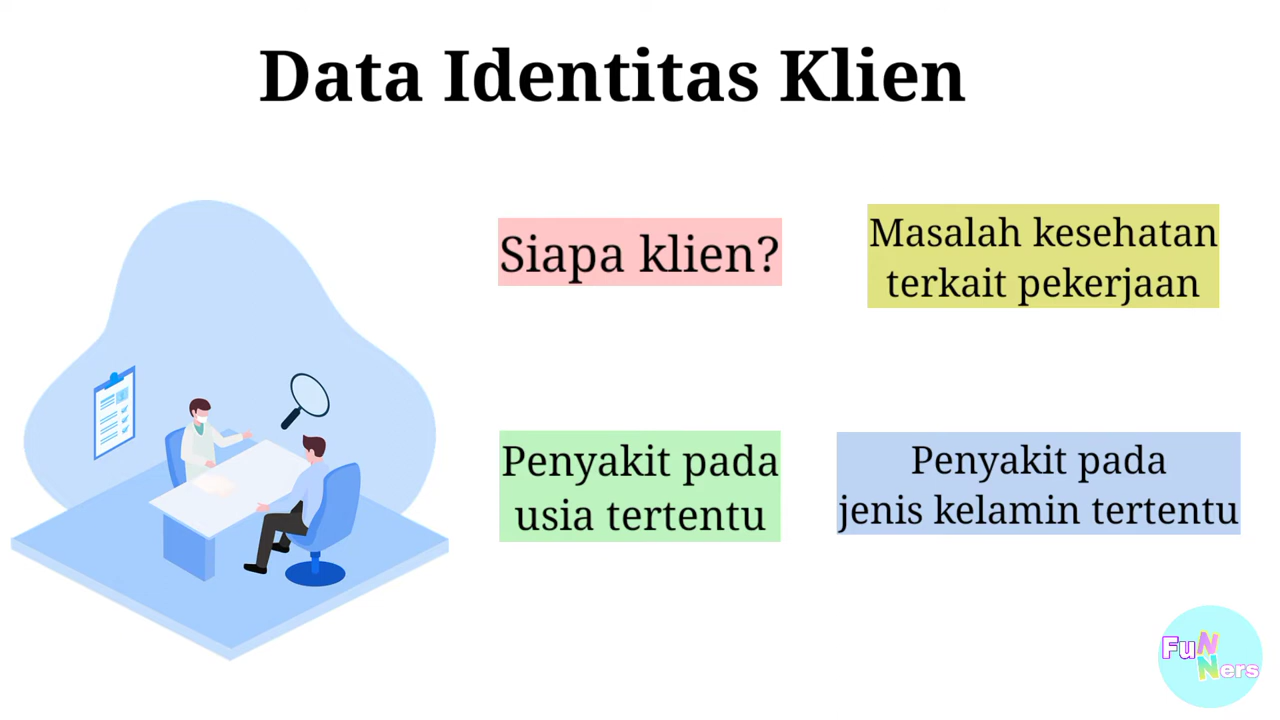 Data Identitas Klien
Siapa klien?
Masalah kesehatan
terkait pekerjaan
Penyakit pada
usia tertentu
Penyakit pada
jenis kelamin tertentu
FuN
Ners